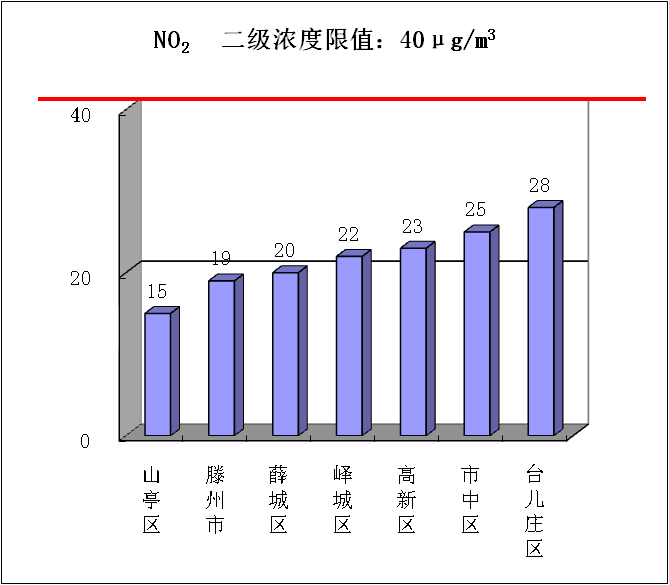 NO₂ 二级浓度限值：40μg/m³
40
20
0
15
19
20
22
23
25
28
山亭区
滕州市
薛城区
峄城区
高新区
市中区
台儿庄区